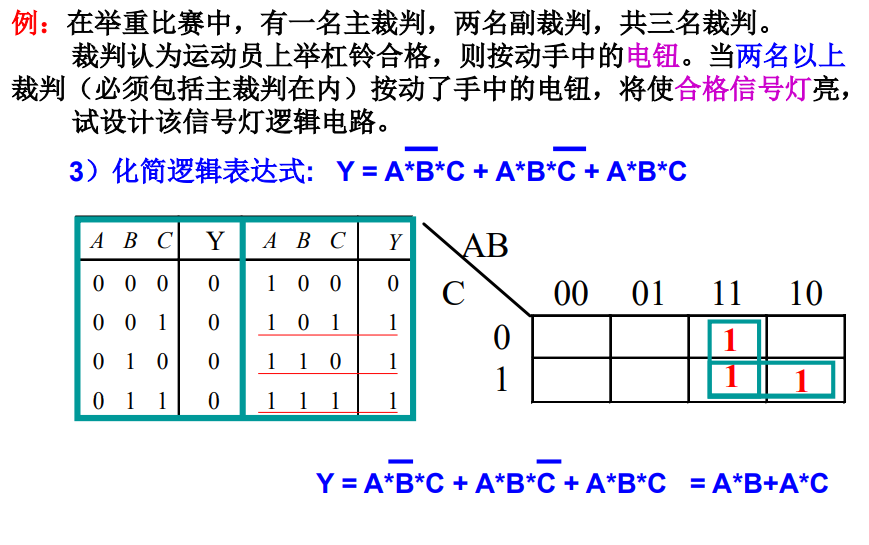 例：在举重比赛中，有一名主裁判，两名副裁判，共三名裁判。
裁判认为运动员上举杠铃合格，则按动手中的电钮。当两名以上
裁判（必须包括主裁判在内）按动了手中的电钮，将使合格信号灯亮，
试设计该信号灯逻辑电路。
3）化简逻辑表达式: Y = A*B̅*C + A*B*C̅ + A*B*C
A B C Y A B C Y
0 0 0 0 1 0 0 0
0 0 1 0 1 0 1 1
0 1 0 0 1 1 0 1
0 1 1 0 1 1 1 1
AB
C 00 01 11 10
0 1
1 1 1
Y = A*B̅*C + A*B*C̅ + A*B*C = A*B+A*C